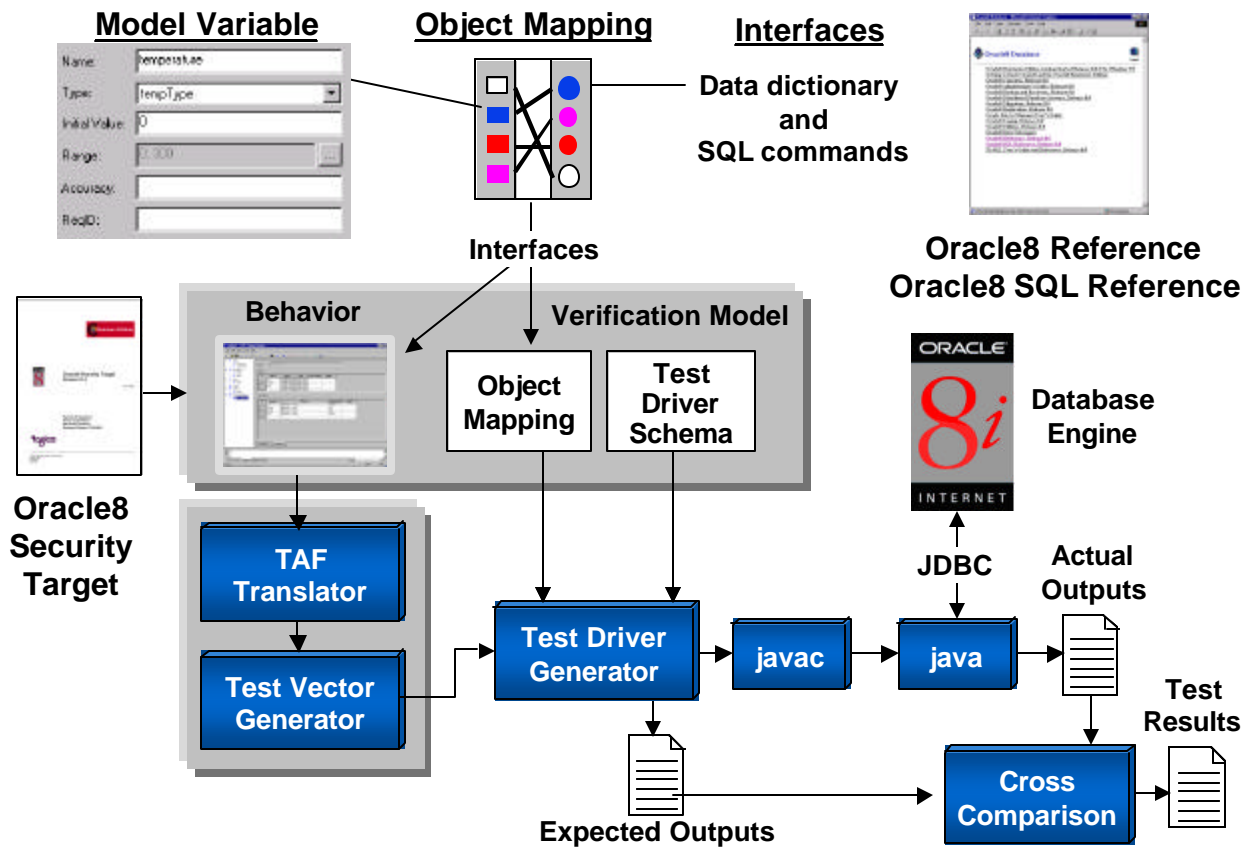 Model Variable
Object Mapping
Interfaces
Name:
temperature
Type:
tempType
Initial Value:
0
Range:
Accuracy:
ReqID:
Data dictionary
and
SQL commands
Oracle8 Database
Oracle8 Reference
Oracle8 SQL Reference
Interfaces
Behavior
Verification Model
Object
Mapping
Test
Driver
Schema
ORACLE
8i
INTERNET
Database
Engine
Oracle8
Security
Target
TAF
Translator
Test Vector
Generator
Test Driver
Generator
javac
java
JDBC
Actual
Outputs
Test
Results
Expected Outputs
Cross
Comparison